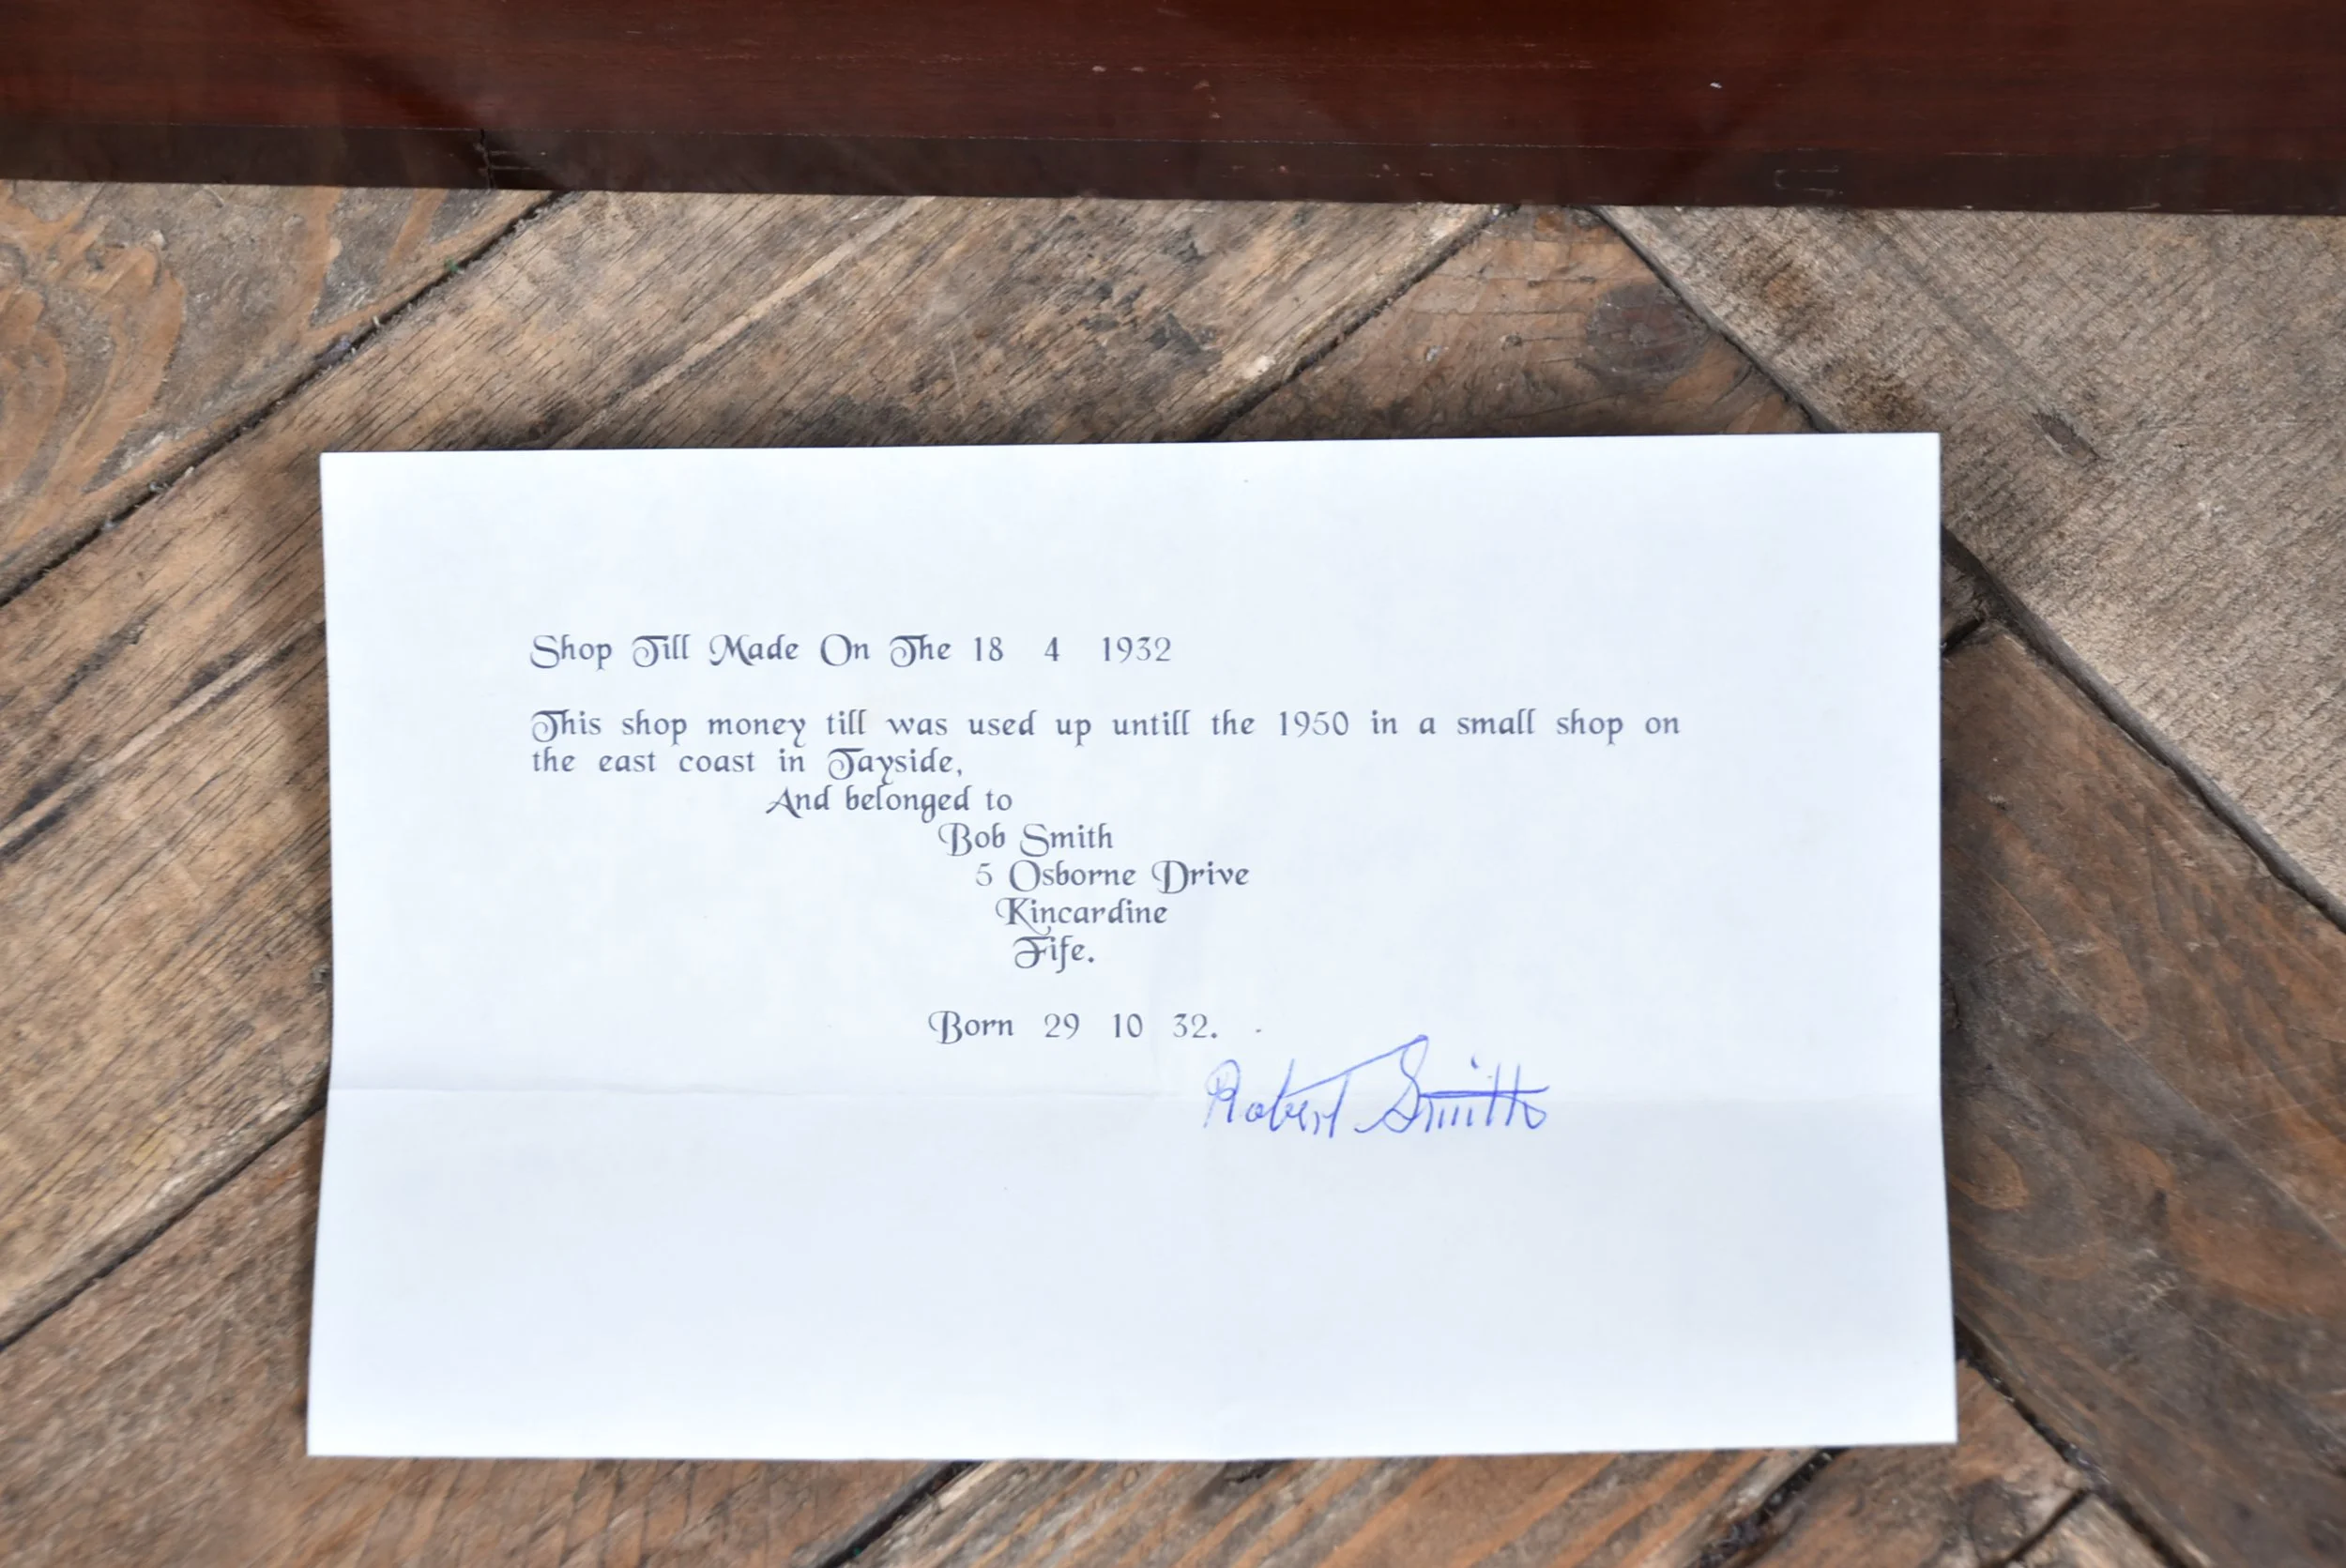 Shop Till Made On The 18 4 1932
This shop money till was used up untill the 1950 in a small shop on
the east coast in Tayside,
And belonged to
Bob Smith
5 Osborne Drive
Kincardine
Fife.
Born 29 10 32.
Robert Smith